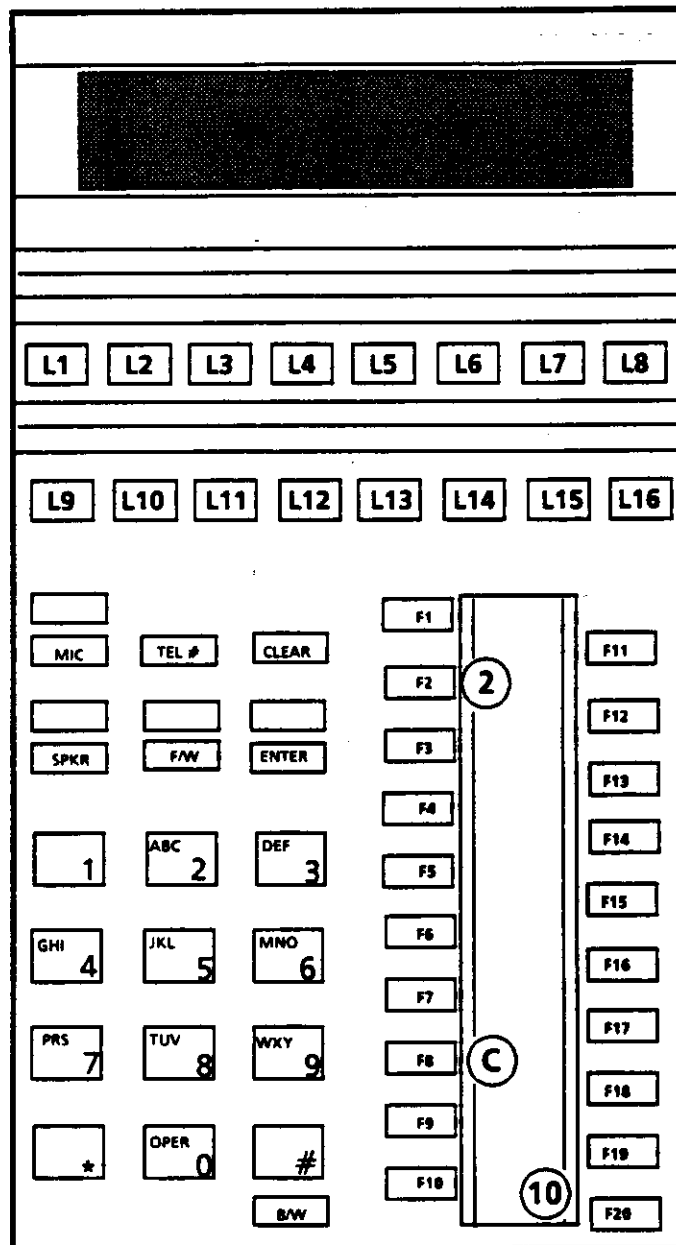 L1 L2 L3 L4 L5 L6 L7 L8
L9 L10 L11 L12 L13 L14 L15 L16
F1
MIC TEL # CLEAR F11
F2 2
F12
SPKR F/W ENTER F3
F13
F4
F14
1 ABC 2 DEF 3 F5
F15
GHI 4 JKL 5 MNO 6 F6
F16
F7
F17
PRS 7 TUV 8 WXY 9 F8 C
F18
F9
* OPER 0 # F19
F10 10
B/W F20